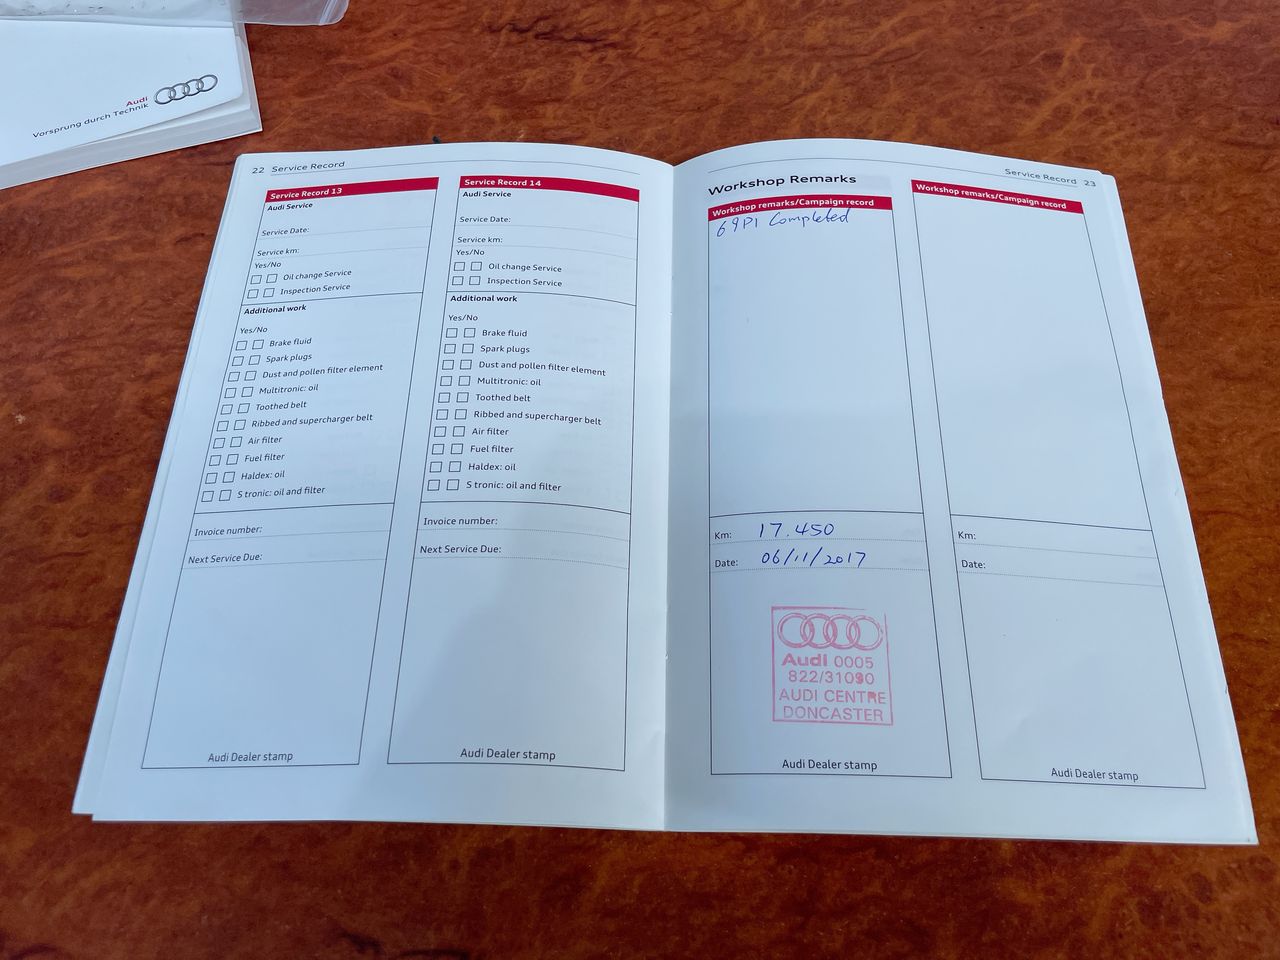 Audi
Vorsprung durch Technik
22 Service Record
Service Record 13
Audi Service
Service Date:
Service km:
Yes/No
Oil change Service
Inspection Service
Additional work
Yes/No
Brake fluid
Spark plugs
Dust and pollen filter element
Multitronic: oil
Toothed belt
Ribbed and supercharger belt
Air filter
Fuel filter
Haldex: oil
S tronic: oil and filter
Invoice number:
Next Service Due:
Audi Dealer stamp
Service Record 14
Audi Service
Service Date:
Service km:
Yes/No
Oil change Service
Inspection Service
Additional work
Yes/No
Brake fluid
Spark plugs
Dust and pollen filter element
Multitronic: oil
Toothed belt
Ribbed and supercharger belt
Air filter
Fuel filter
Haldex: oil
S tronic: oil and filter
Invoice number:
Next Service Due:
Audi Dealer stamp
Service Record 23
Workshop Remarks
Workshop remarks/Campaign record
69P1 Completed
Km: 17.450
Date: 06/11/2017
Audi 0005
822/31090
AUDI CENTRE
DONCASTER
Audi Dealer stamp
Workshop remarks/Campaign record
Km:
Date:
Audi Dealer stamp